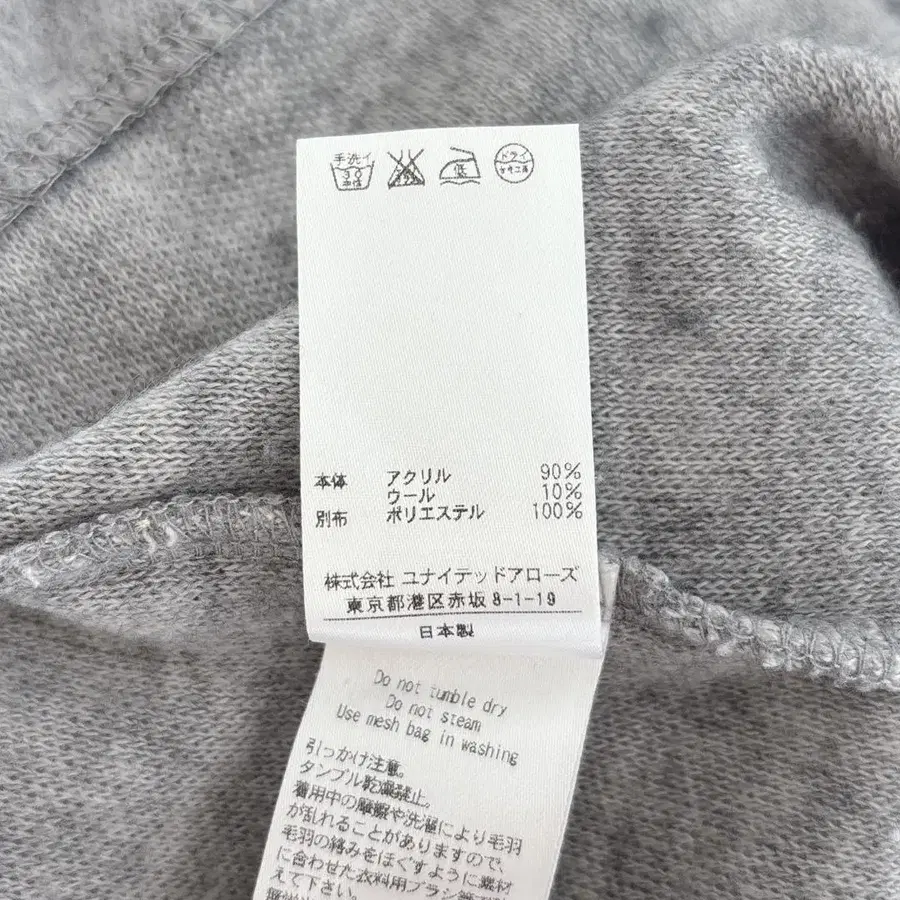 手洗イ
30
中性
低
ドライ
セキユ系
本体 アクリル 90%
ウール 10%
別布 ポリエステル 100%
株式会社 ユナイテッドアローズ
東京都港区赤坂 8-1-19
日本製
Do not tumble dry
Do not steam
Use mesh bag in washing
引っかけ注意。
タンブル乾燥禁止。
着用中の摩擦や洗濯により毛羽
が乱れることがありますので、
毛羽の絡みをほぐすように素材
に合わせた衣料用ブラシ等で
えて下さい。